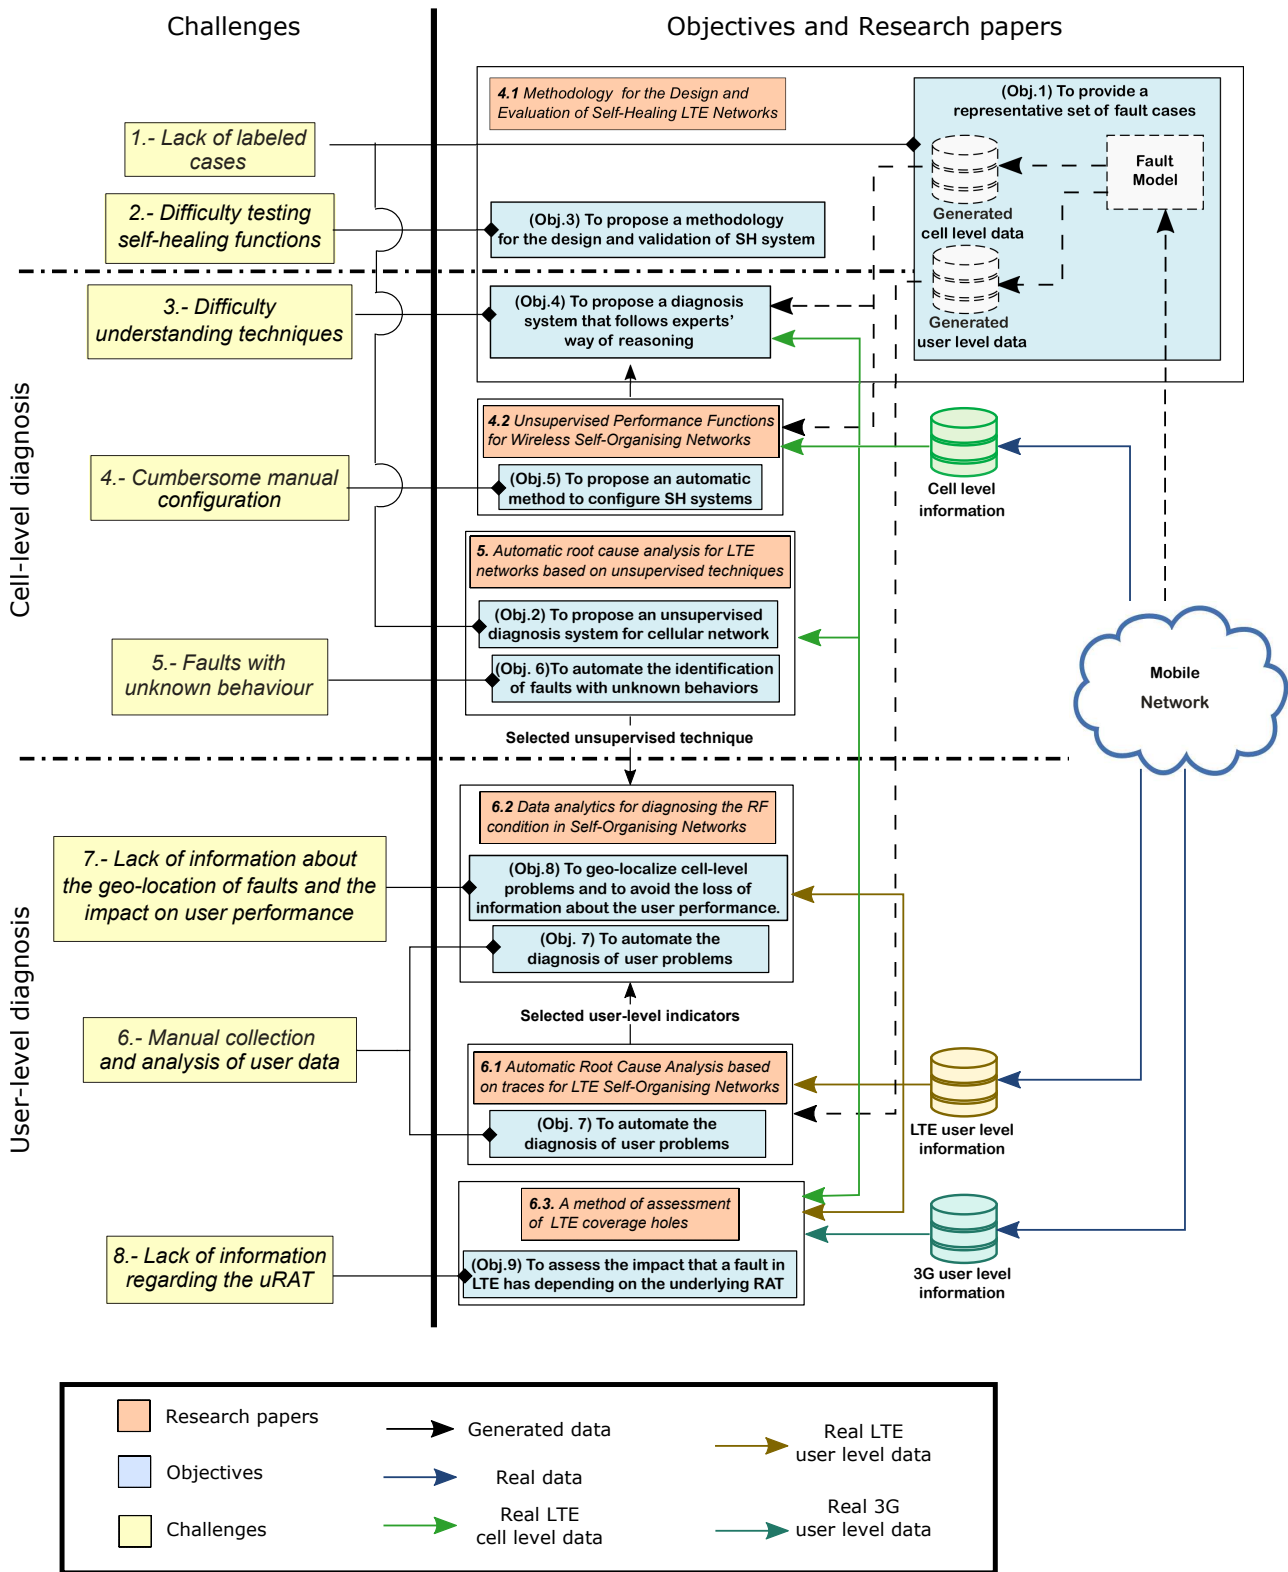 Challenges
Objectives and Research papers
4.1 Methodology for the Design and
Evaluation of Self-Healing LTE Networks
(Obj.1) To provide a
representative set of fault cases
1.- Lack of labeled
cases
Fault
Model
Generated
cell level data
2.- Difficulty testing
self-healing functions
(Obj.3) To propose a methodology
for the design and validation of SH system
3.- Difficulty
understanding techniques
(Obj.4) To propose a diagnosis
system that follows experts'
way of reasoning
Generated
user level data
Cell-level diagnosis
4.2 Unsupervised Performance Functions
for Wireless Self-Organising Networks
4.- Cumbersome manual
configuration
(Obj.5) To propose an automatic
method to configure SH systems
Cell level
information
5. Automatic root cause analysis for LTE
networks based on unsupervised techniques
(Obj.2) To propose an unsupervised
diagnosis system for cellular network
5.- Faults with
unknown behaviour
(Obj. 6)To automate the identification
of faults with unknown behaviors
Mobile
Network
Selected unsupervised technique
User-level diagnosis
6.2 Data analytics for diagnosing the RF
condition in Self-Organising Networks
7.- Lack of information about
the geo-location of faults and the
impact on user performance
(Obj.8) To geo-localize cell-level
problems and to avoid the loss of
information about the user performance.
(Obj. 7) To automate the
diagnosis of user problems
Selected user-level indicators
6.- Manual collection
and analysis of user data
6.1 Automatic Root Cause Analysis based
on traces for LTE Self-Organising Networks
(Obj. 7) To automate the
diagnosis of user problems
LTE user level
information
6.3. A method of assessment
of LTE coverage holes
8.- Lack of information
regarding the uRAT
(Obj.9) To assess the impact that a fault in
LTE has depending on the underlying RAT
3G user level
information
Research papers
Objectives
Challenges
Generated data
Real data
Real LTE
cell level data
Real LTE
user level data
Real 3G
user level data